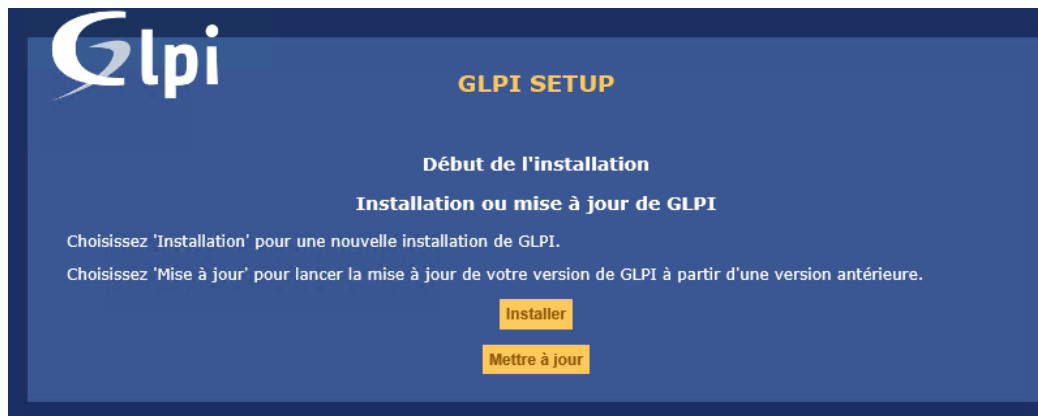 Glpi
GLPI SETUP
Début de l'installation
Installation ou mise à jour de GLPI
Choisissez 'Installation' pour une nouvelle installation de GLPI.
Choisissez 'Mise à jour' pour lancer la mise à jour de votre version de GLPI à partir d'une version antérieure.
Installer
Mettre à jour